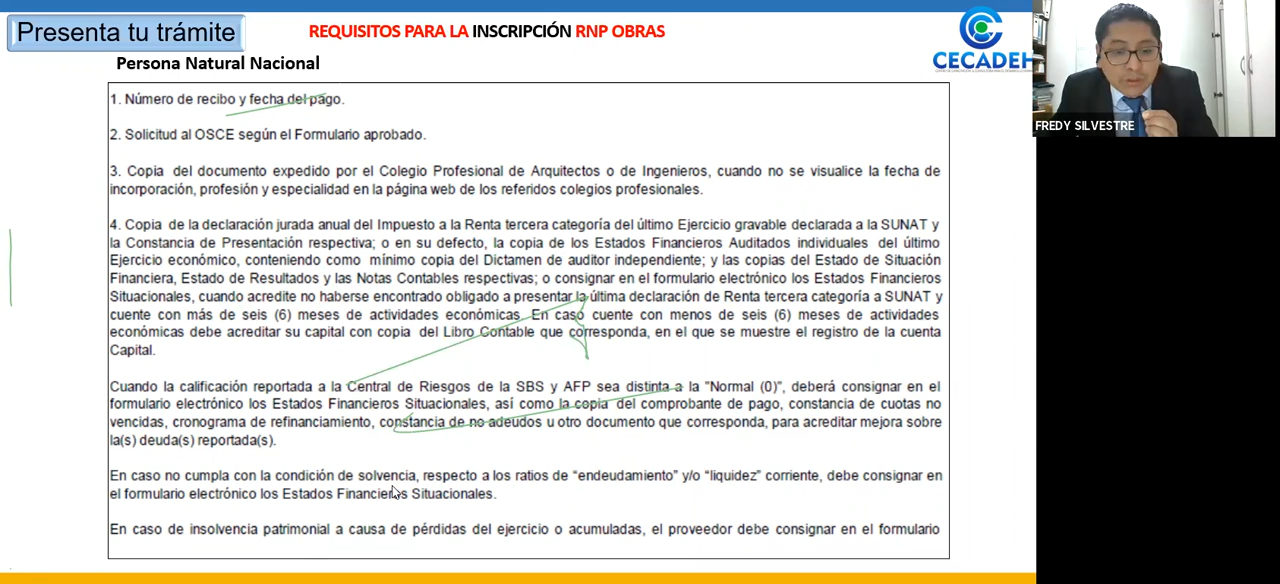 Presenta tu trámite
REQUISITOS PARA LA INSCRIPCIÓN RNP OBRAS
Persona Natural Nacional
CECADEH
FREDY SILVESTRE
1. Número de recibo y fecha del pago.
2. Solicitud al OSCE según el Formulario aprobado.
3. Copia del documento expedido por el Colegio Profesional de Arquitectos o de Ingenieros, cuando no se visualice la fecha de
incorporación, profesión y especialidad en la página web de los referidos colegios profesionales.
4. Copia de la declaración jurada anual del Impuesto a la Renta tercera categoría del último Ejercicio gravable declarada a la SUNAT y
la Constancia de Presentación respectiva; o en su defecto, la copia de los Estados Financieros Auditados individuales del último
Ejercicio económico, conteniendo como mínimo copia del Dictamen de auditor independiente; y las copias del Estado de Situación
Financiera, Estado de Resultados y las Notas Contables respectivas; o consignar en el formulario electrónico los Estados Financieros
Situacionales, cuando acredite no haberse encontrado obligado a presentar la última declaración de Renta tercera categoría a SUNAT y
cuente con más de seis (6) meses de actividades económicas. En caso cuente con menos de seis (6) meses de actividades
económicas debe acreditar su capital con copia del Libro Contable que corresponda, en el que se muestre el registro de la cuenta
Capital.
Cuando la calificación reportada a la Central de Riesgos de la SBS y AFP sea distinta a la "Normal (0)", deberá consignar en el
formulario electrónico los Estados Financieros Situacionales, así como la copia del comprobante de pago, constancia de cuotas no
vencidas, cronograma de refinanciamiento, constancia de no adeudos u otro documento que corresponda, para acreditar mejora sobre
la(s) deuda(s) reportada(s).
En caso no cumpla con la condición de solvencia, respecto a los ratios de “endeudamiento” y/o “liquidez” corriente, debe consignar en
el formulario electrónico los Estados Financieros Situacionales.
En caso de insolvencia patrimonial a causa de pérdidas del ejercicio o acumuladas, el proveedor debe consignar en el formulario